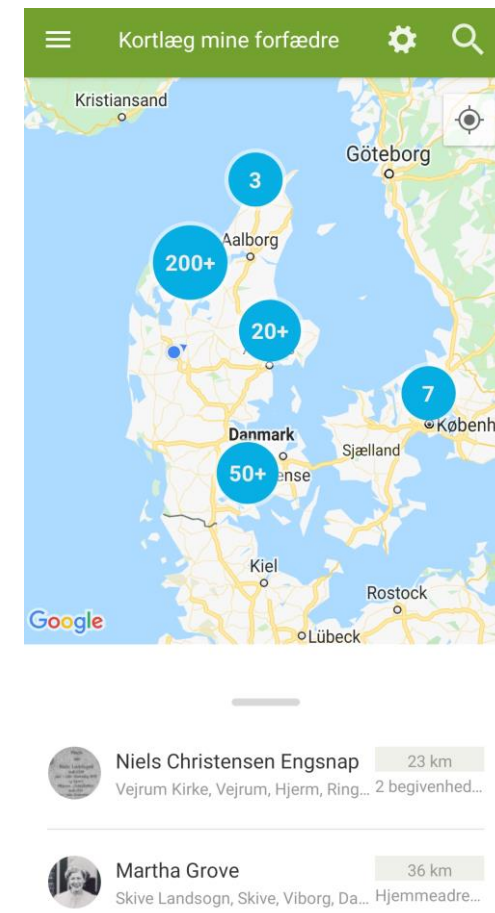 Kortlæg mine forfædre
Kristiansand
Göteborg
3
Aalborg
200+
20+
7
Københ
Danmark
Sjælland
50+
ense
Kiel
Rostock
Google
Lübeck
Niels Christensen Engsnap
23 km
Vejrum Kirke, Vejrum, Hjerm, Ring...
2 begivenhed...
Martha Grove
36 km
Skive Landsogn, Skive, Viborg, Da...
Hjemmeadre...